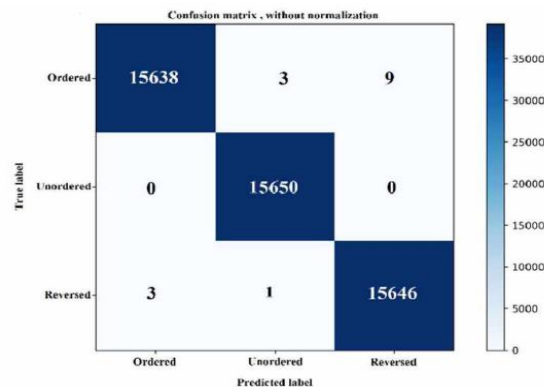 Confusion matrix , without normalization
Ordered
15638 3 9
35000
30000
25000
Unordered
0 15650 0
20000
15000
10000
Reversed
3 1 15646
5000
0
Ordered Unordered Reversed
True label
Predicted label